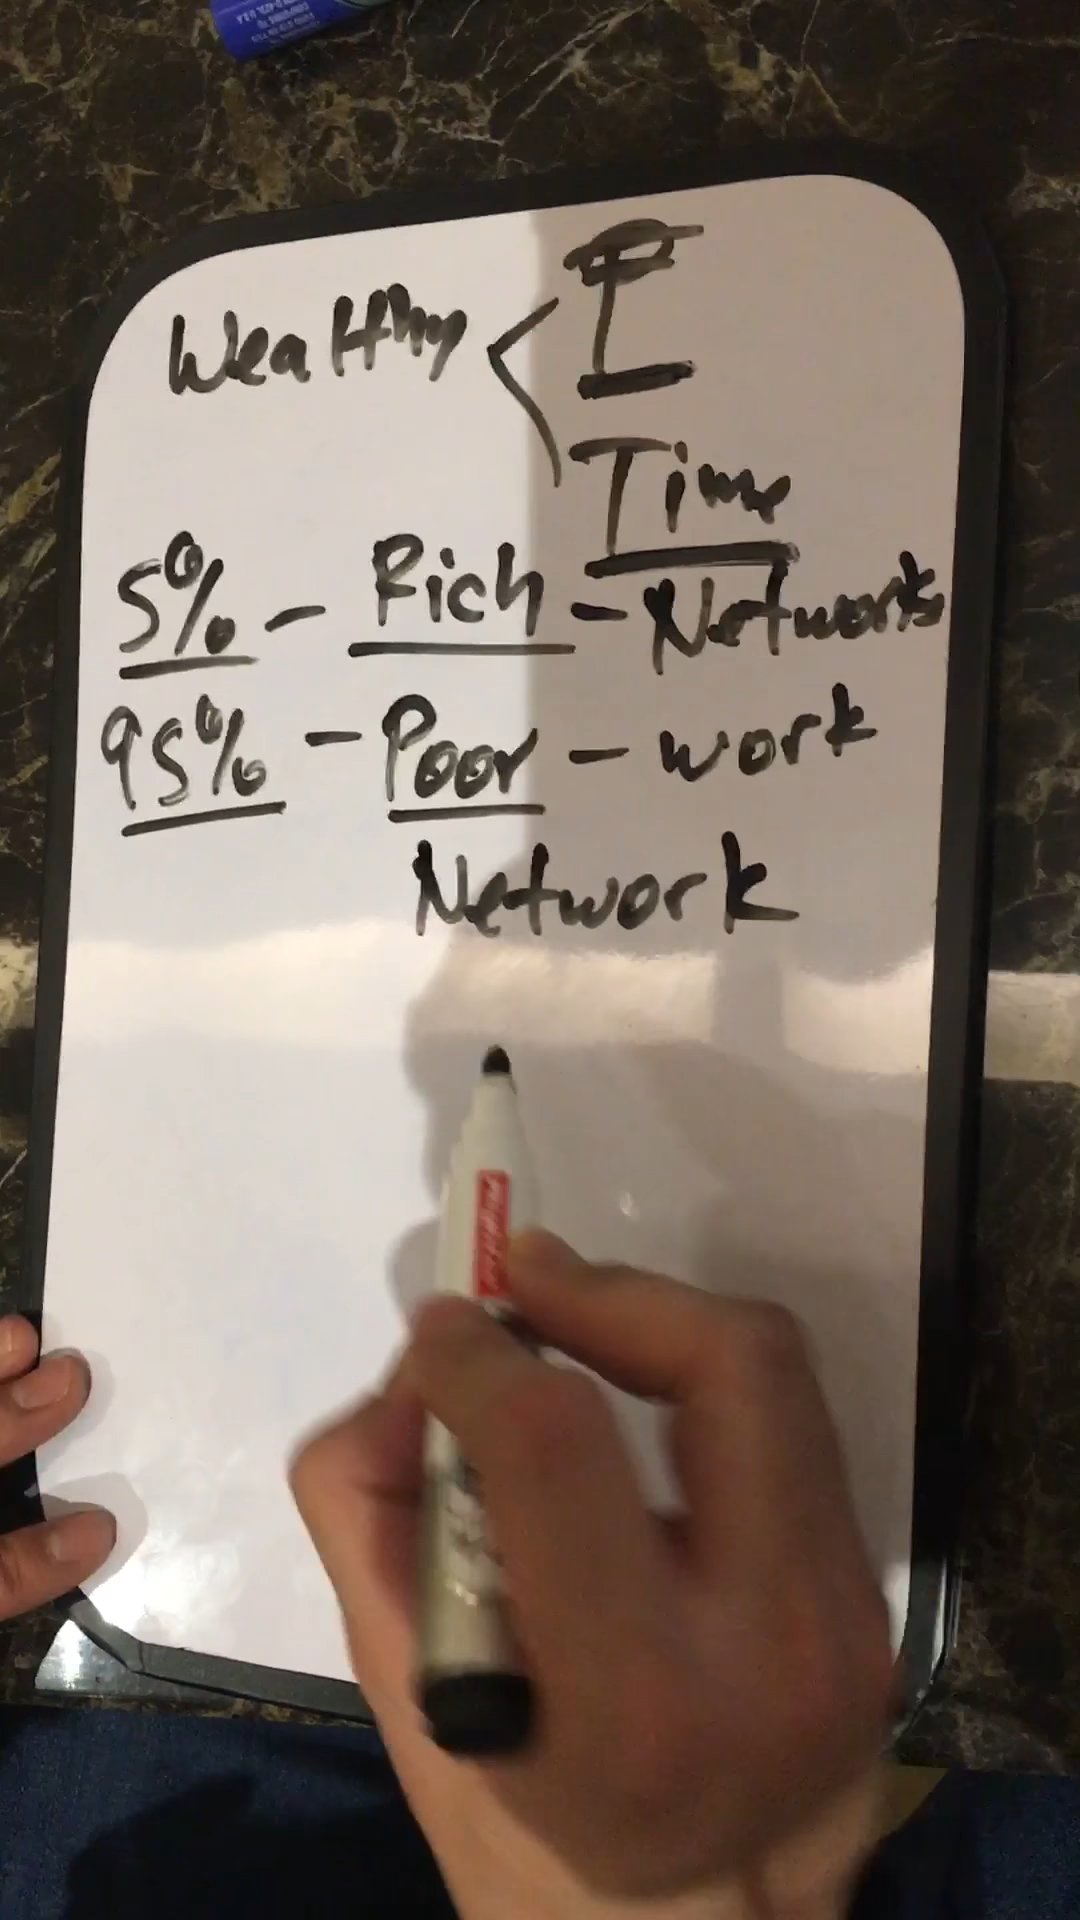 Wealthy
Time
5% - Rich - Networks
95% - Poor - work
Network